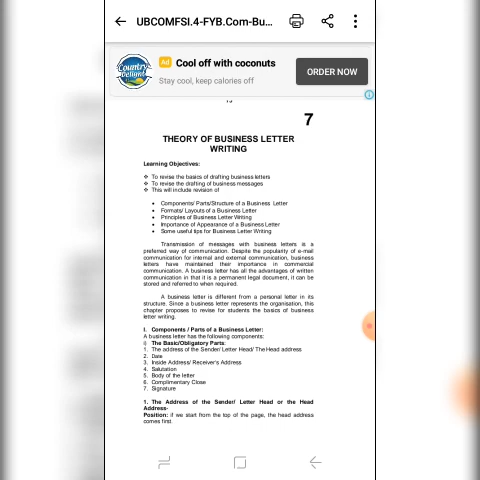 UBCOMFSI.4-FYB.Com-Bu...
Country Delight
Ad Cool off with coconuts
Stay cool, keep calories off
ORDER NOW
7
THEORY OF BUSINESS LETTER
WRITING
Learning Objectives:
❖ To revise the basics of drafting business letters
❖ To revise the drafting of business messages
❖ This will include revision of
• Components/ Parts/Structure of a Business Letter
• Formats/ Layouts of a Business Letter
• Principles of Business Letter Writing
• Importance of Appearance of a Business Letter
• Some useful tips for Business Letter Writing
Transmission of messages with business letters is a
preferred way of communication. Despite the popularity of e-mail
communication for internal and external communication, business
letters have maintained their importance in commercial
communication. A business letter has all the advantages of written
communication in that it is a permanent legal document, it can be
stored and referred to when required.
A business letter is different from a personal letter in its
structure. Since a business letter represents the organisation, this
chapter proposes to revise for students the basics of business
letter writing.
I. Components / Parts of a Business Letter:
A business letter has the following components:
i) The Basic/Obligatory Parts:
1. The address of the Sender/ Letter Head/ The Head address
2. Date
3. Inside Address/ Receiver's Address
4. Salutation
5. Body of the letter
6. Complimentary Close
7. Signature
1. The Address of the Sender/ Letter Head or the Head
Address-
Position: if we start from the top of the page, the head address
comes first.